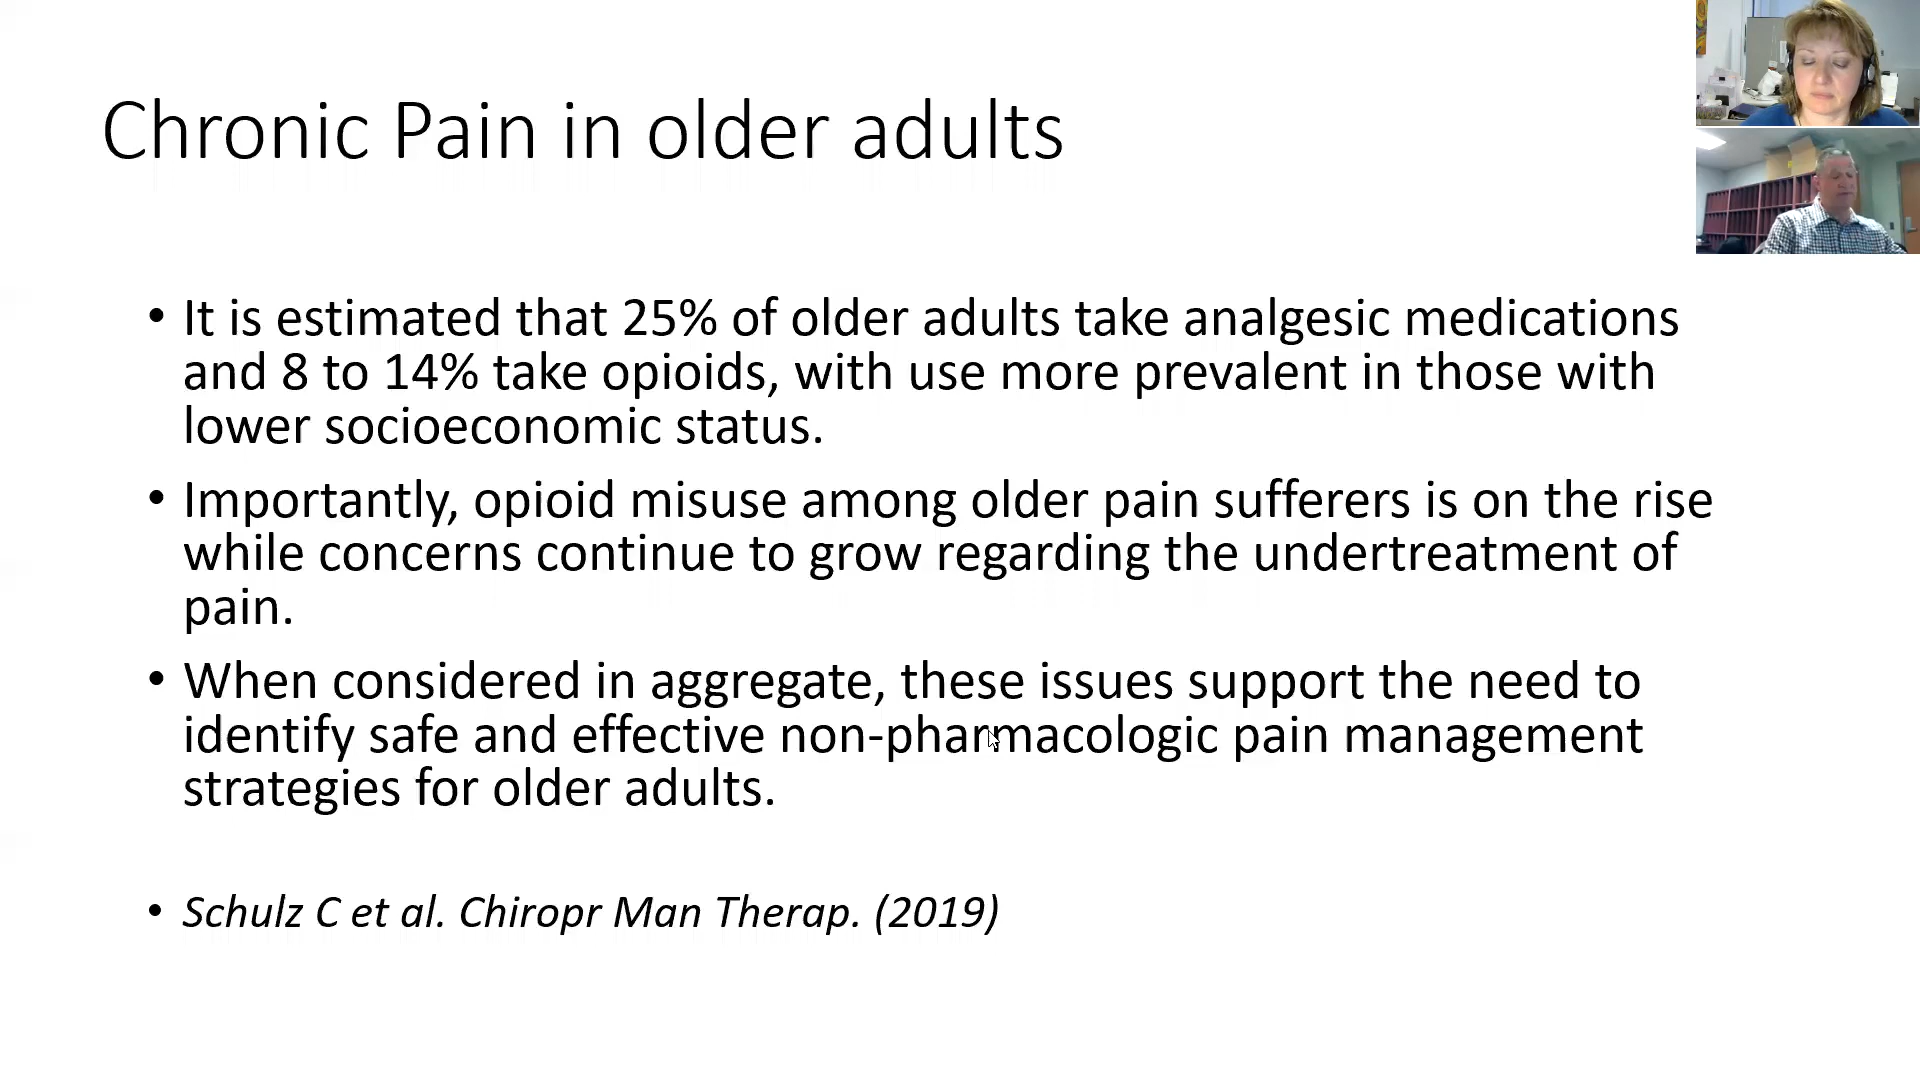 Chronic Pain in older adults
• It is estimated that 25% of older adults take analgesic medications
and 8 to 14% take opioids, with use more prevalent in those with
lower socioeconomic status.
• Importantly, opioid misuse among older pain sufferers is on the rise
while concerns continue to grow regarding the undertreatment of
pain.
• When considered in aggregate, these issues support the need to
identify safe and effective non-pharmacologic pain management
strategies for older adults.
• Schulz C et al. Chiropr Man Therap. (2019)